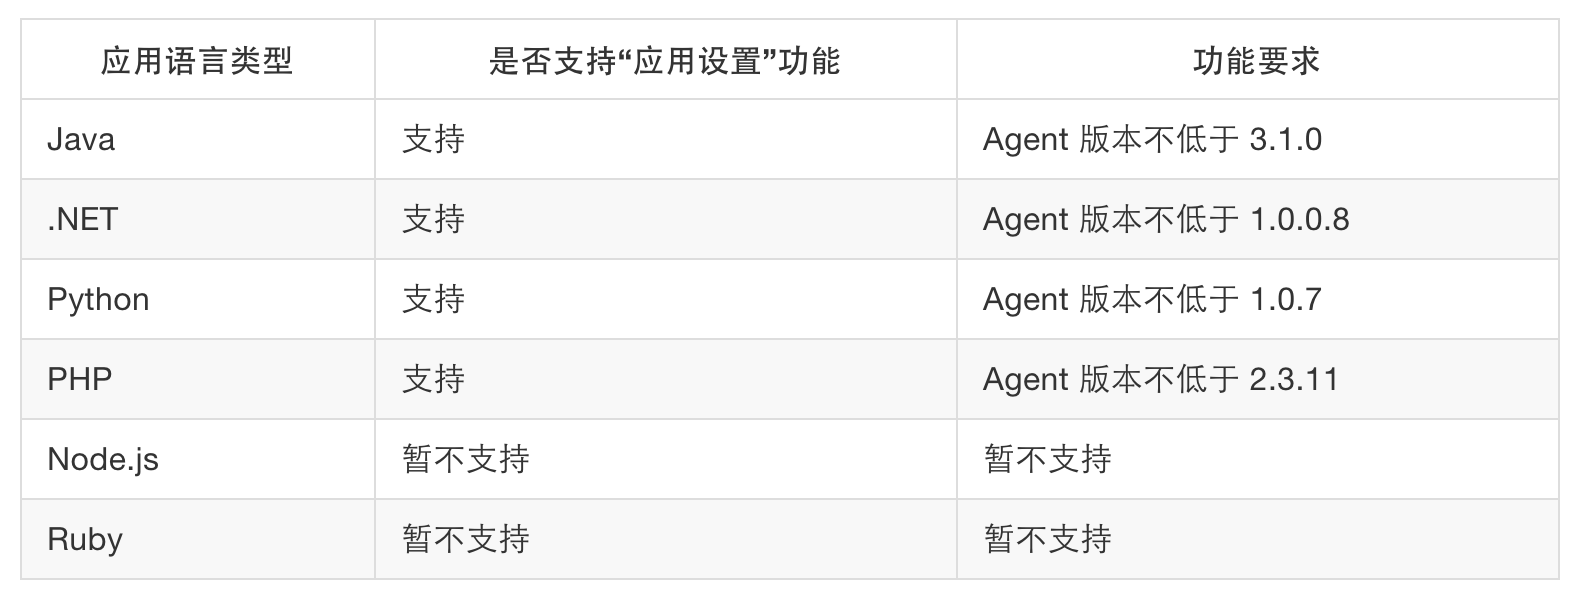 应用语言类型 是否支持“应用设置”功能 功能要求
Java 支持 Agent 版本不低于 3.1.0
.NET 支持 Agent 版本不低于 1.0.0.8
Python 支持 Agent 版本不低于 1.0.7
PHP 支持 Agent 版本不低于 2.3.11
Node.js 暂不支持 暂不支持
Ruby 暂不支持 暂不支持